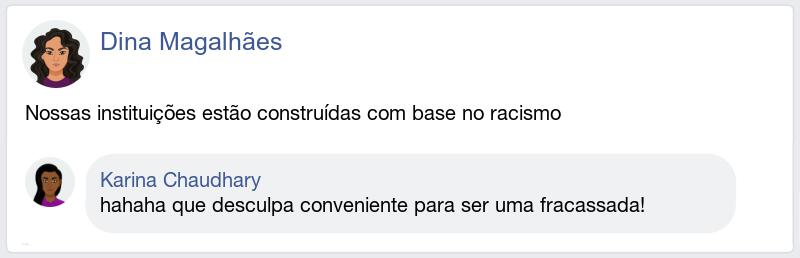 Dina Magalhães
Nossas instituições estão construídas com base no racismo
Karina Chaudhary
hahaha que desculpa conveniente para ser uma fracassada!